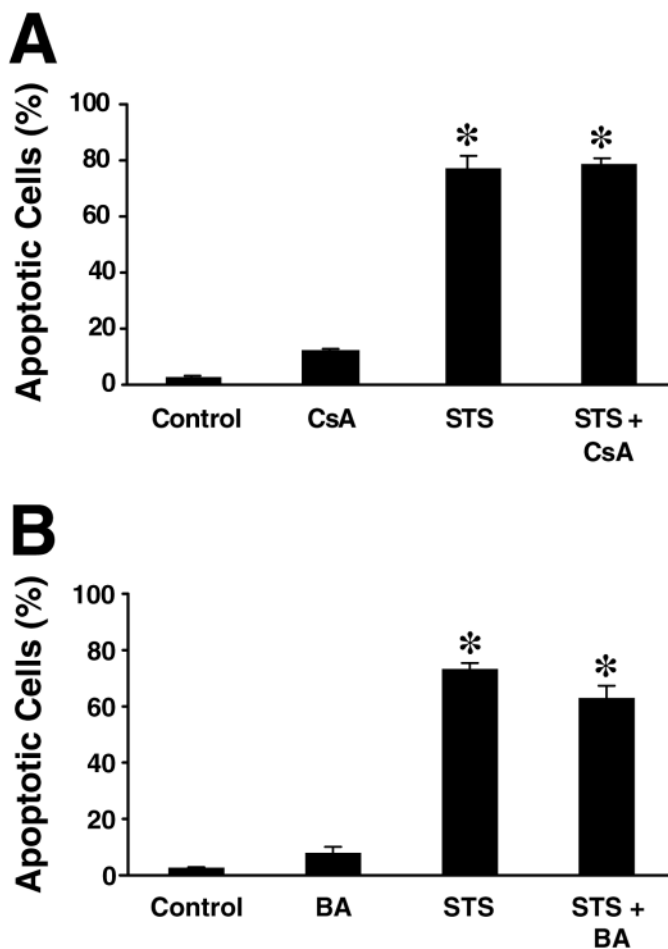 A
Apoptotic Cells (%)
100
80
60
40
20
0
*
*
Control
CsA
STS
STS +
CsA
B
Apoptotic Cells (%)
100
80
60
40
20
0
*
*
Control
BA
STS
STS +
BA